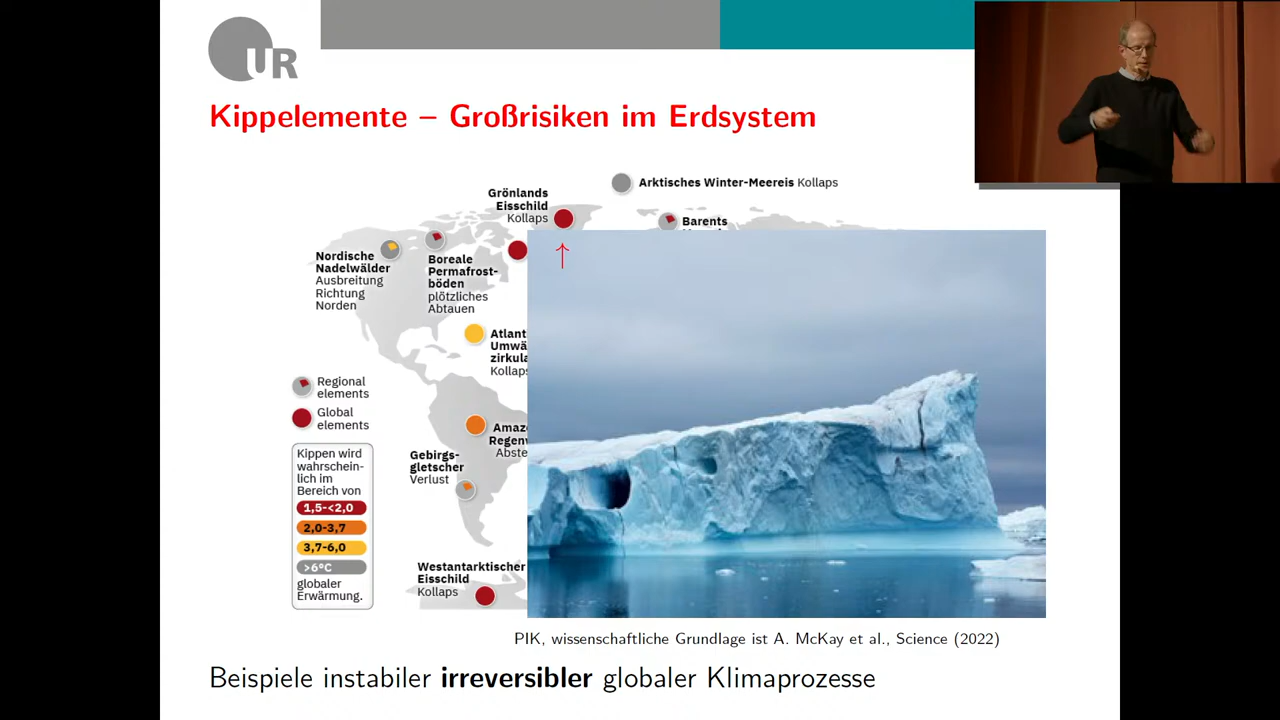 UR
Kippelemente – Großrisiken im Erdsystem
Arktisches Winter-Meereis Kollaps
Grönlands
Eisschild
Kollaps
Barents
Nordische
Nadelwälder
Ausbreitung
Richtung
Norden
Boreale
Permafrost-
böden
plötzliches
Abtauen
Atlant
Umwä
zirkula
Kollaps
Regional
elements
Global
elements
Amaz
Regenw
Abste
Gebirgs-
gletscher
Verlust
Kippen wird
wahrschein-
lich im
Bereich von
1,5-<2,0
2,0-3,7
3,7-6,0
>6°C
globaler
Erwärmung.
Westantarktischer
Eisschild
Kollaps
PIK, wissenschaftliche Grundlage ist A. McKay et al., Science (2022)
Beispiele instabiler irreversibler globaler Klimaprozesse